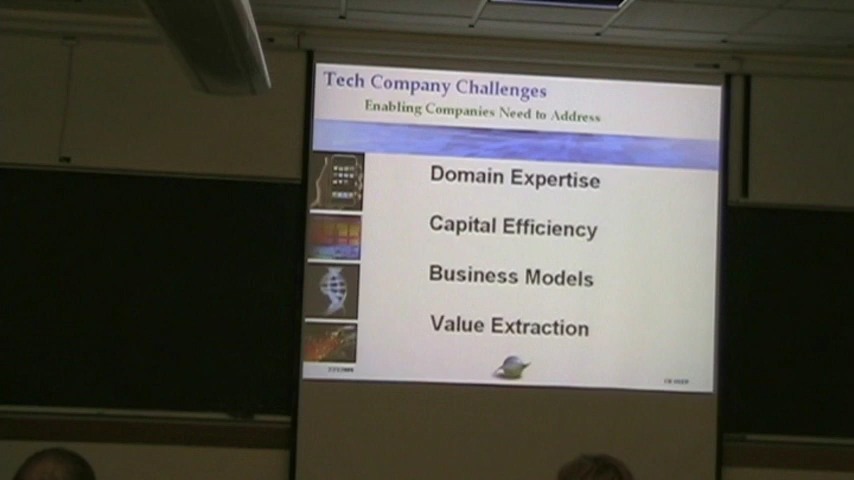 Tech Company Challenges
Enabling Companies Need to Address
Domain Expertise
Capital Efficiency
Business Models
Value Extraction